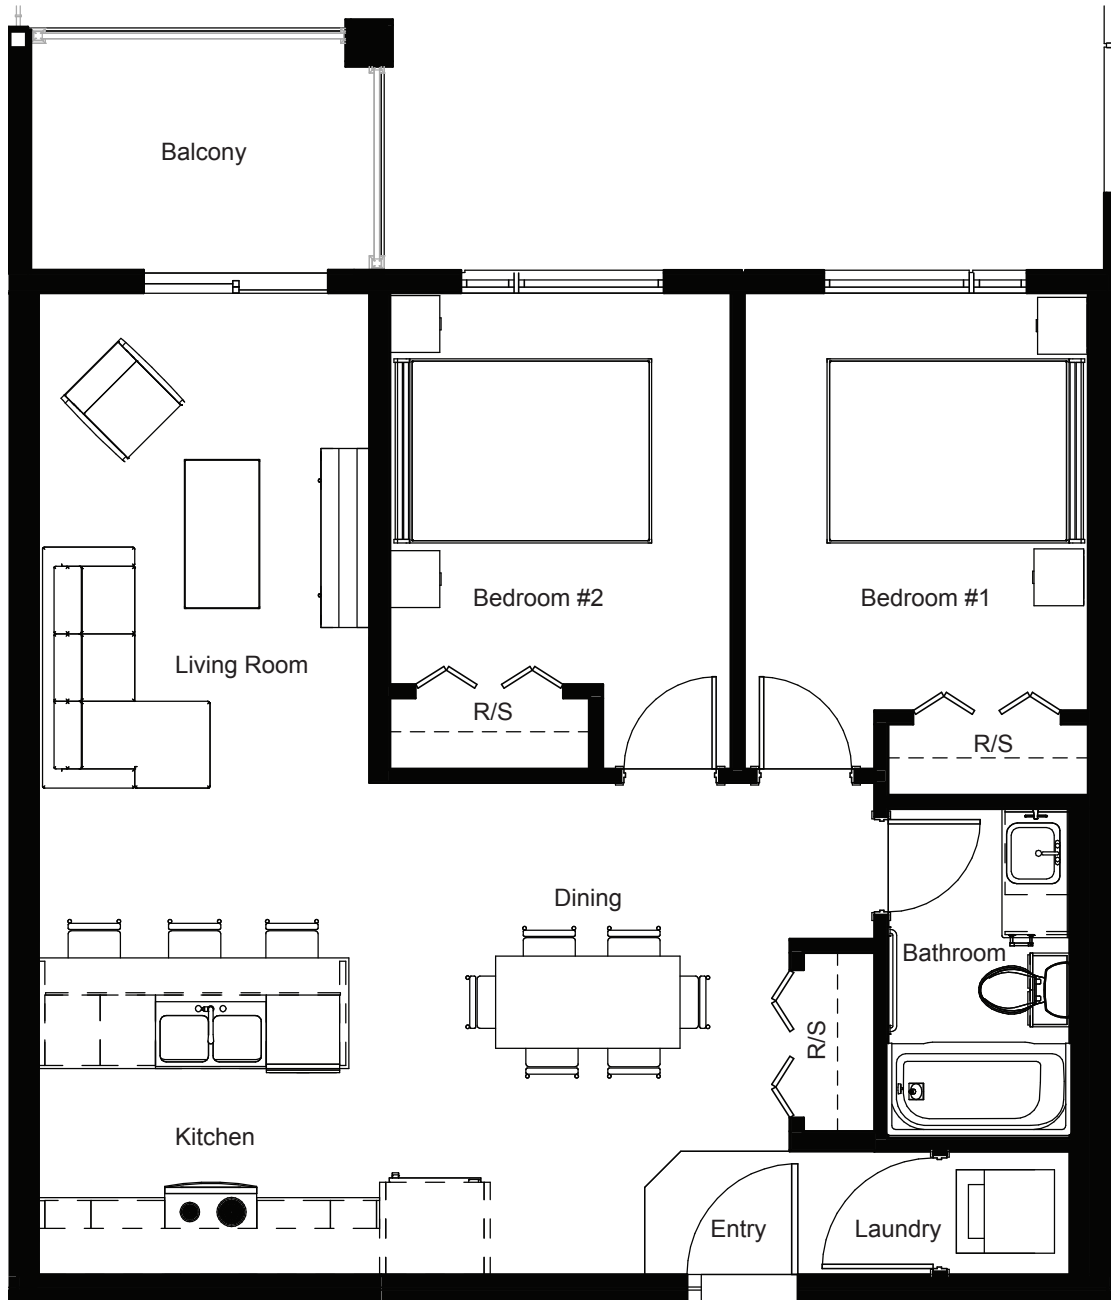 Balcony
Bedroom #2
Bedroom #1
Living Room
R/S
R/S
Dining
Bathroom
R/S
Kitchen
Entry
Laundry